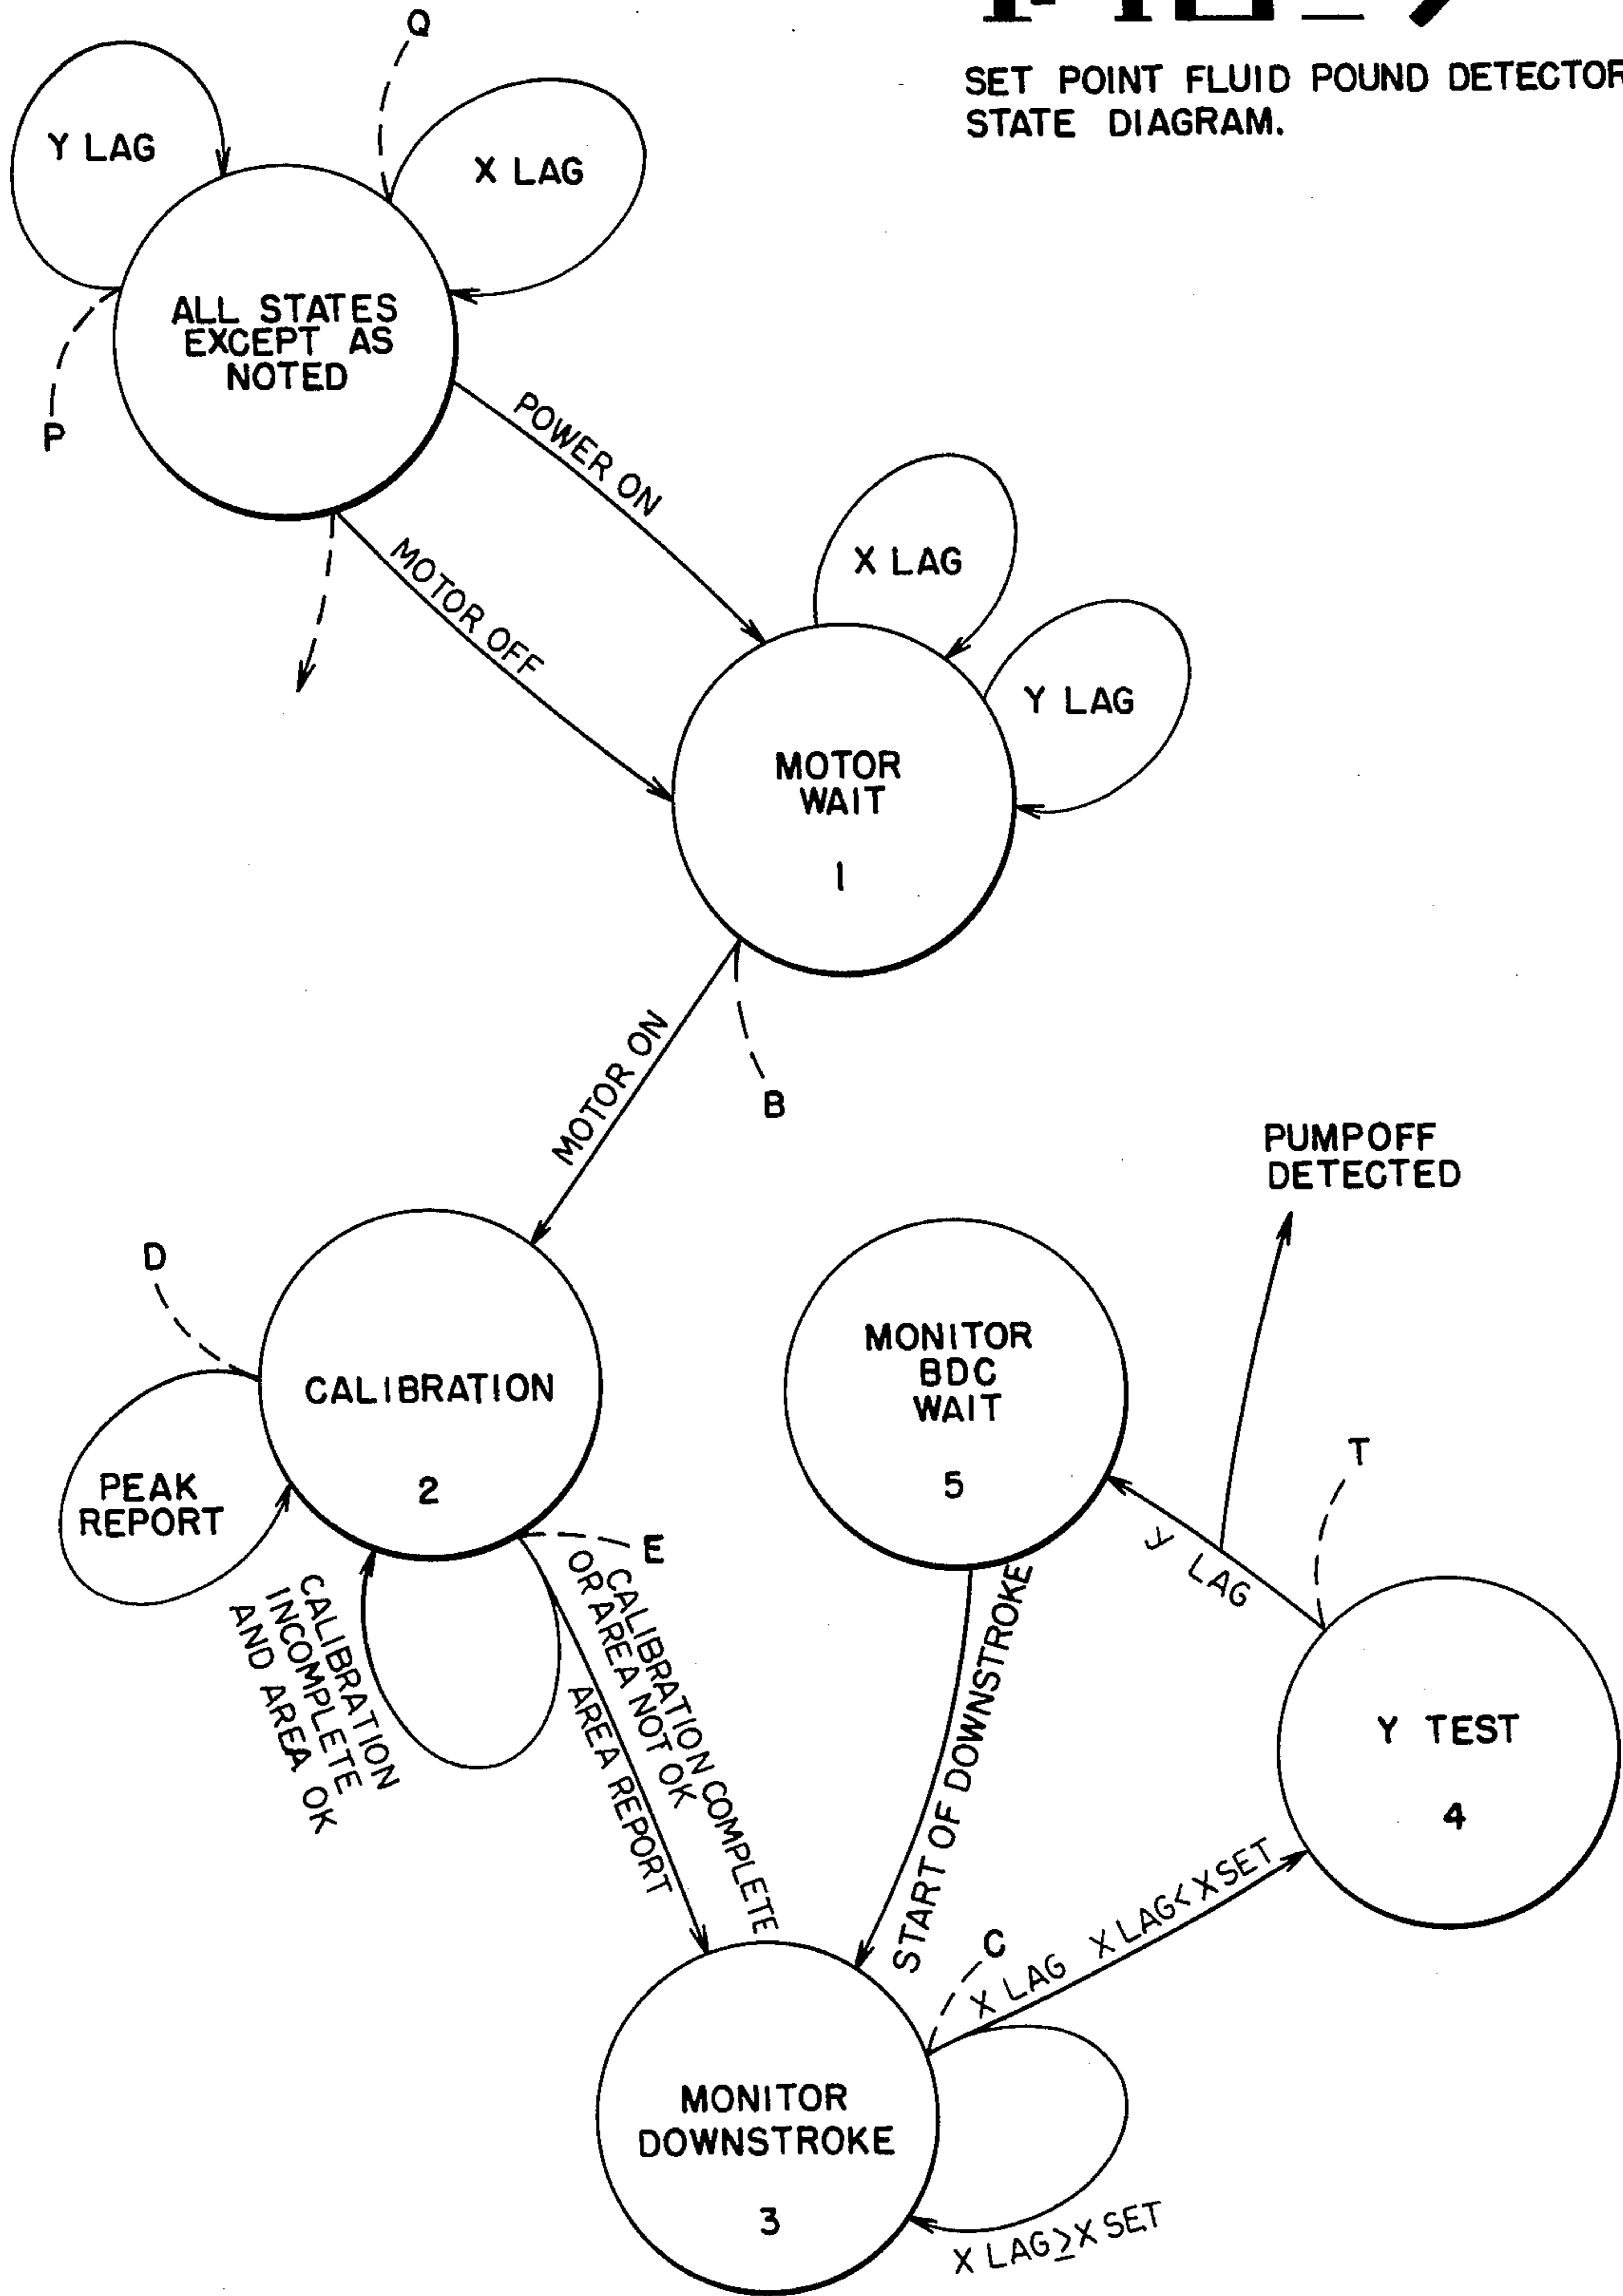 SET POINT FLUID POUND DETECTOR
STATE DIAGRAM.
Q
Y LAG
X LAG
ALL STATES
EXCEPT AS
NOTED
P
POWER ON
MOTOR OFF
X LAG
Y LAG
MOTOR
WAIT
1
MOTOR ON
B
PUMPOFF
DETECTED
D
CALIBRATION
2
PEAK
REPORT
MONITOR
BDC
WAIT
5
T
Y LAG
E
CALIBRATION
INCOMPLETE
AND AREA OK
CALIBRATION COMPLETE
OR AREA NOT OK
AREA REPORT
START OF DOWNSTROKE
Y TEST
4
C
X LAG X LAG<X SET
MONITOR
DOWNSTROKE
3
X LAG≥X SET